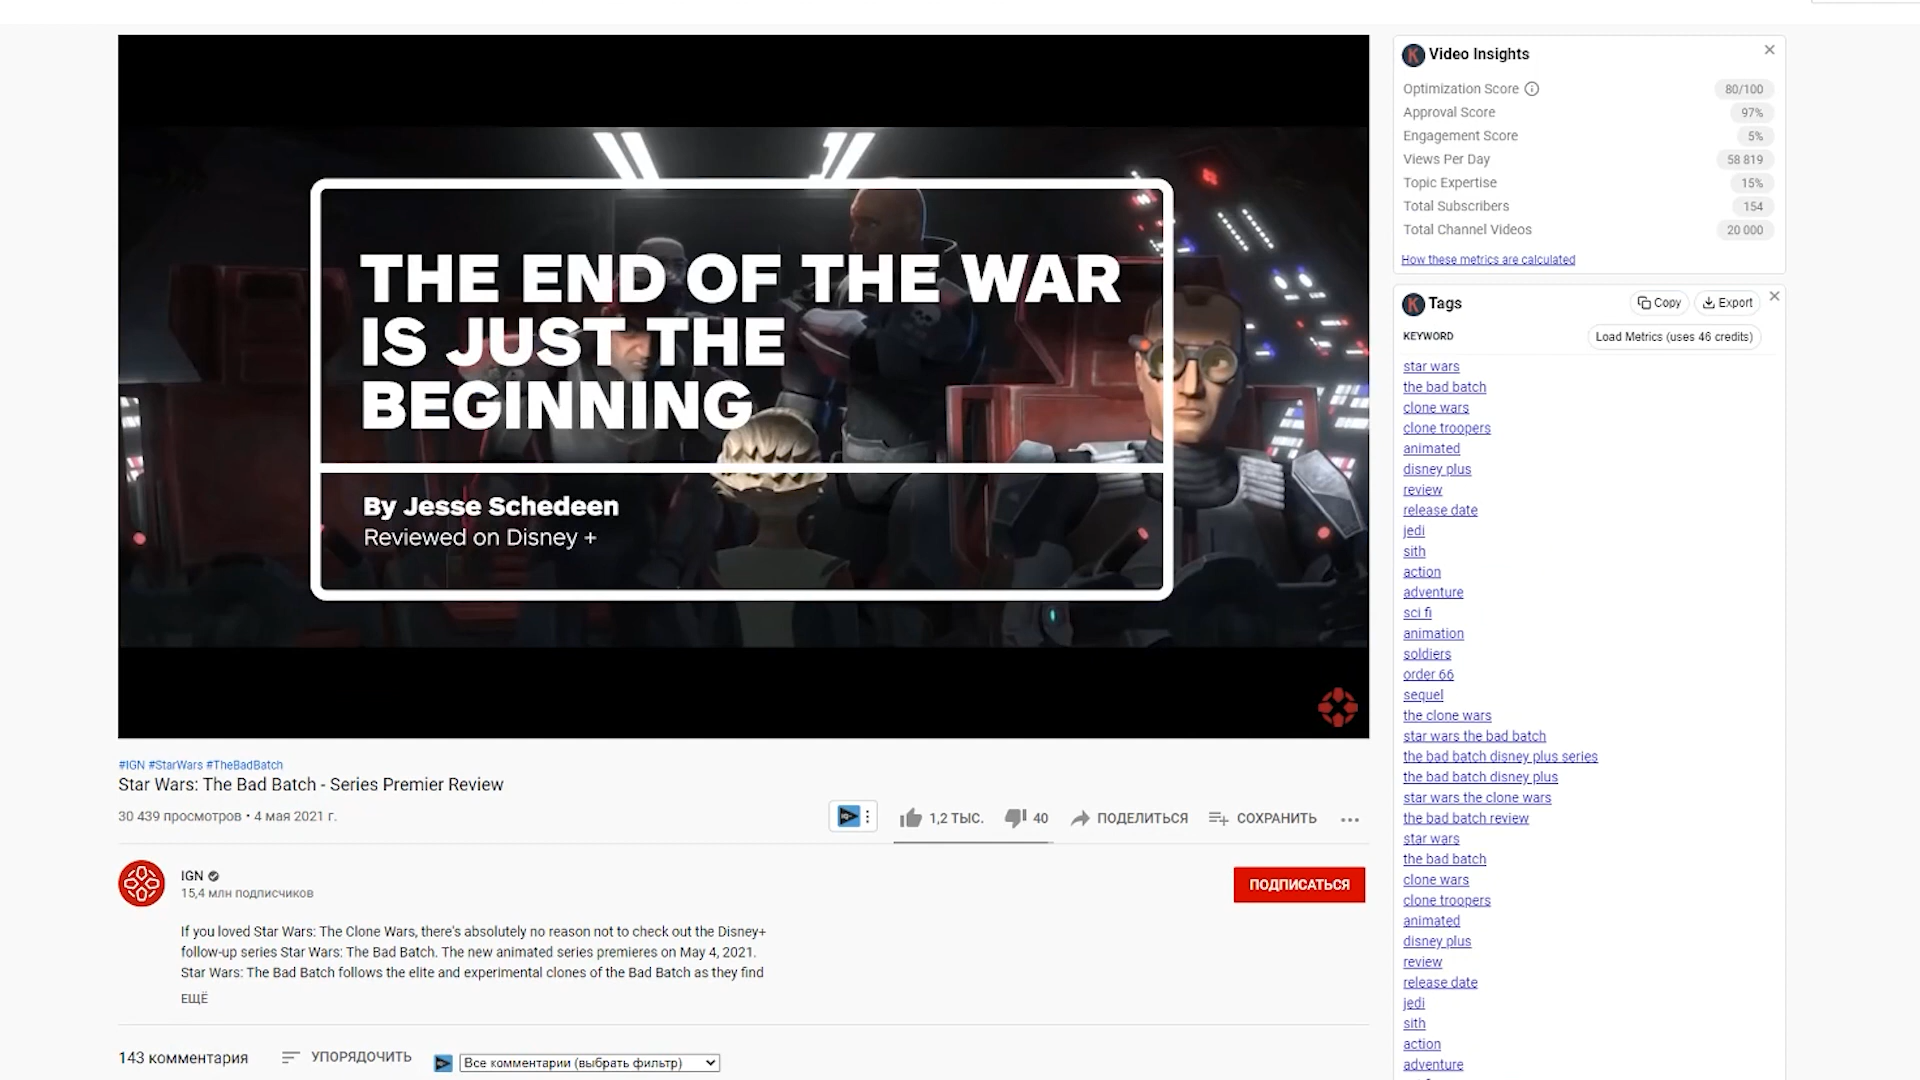 THE END OF THE WAR
IS JUST THE
BEGINNING
By Jesse Schedeen
Reviewed on Disney +
#IGN #StarWars #TheBadBatch
Star Wars: The Bad Batch - Series Premier Review
30 439 просмотров • 4 мая 2021 г.
1,2 ТЫС.
40
ПОДЕЛИТЬСЯ
СОХРАНИТЬ
IGN
15,4 млн подписчиков
ПОДПИСАТЬСЯ
If you loved Star Wars: The Clone Wars, there's absolutely no reason not to check out the Disney+
follow-up series Star Wars: The Bad Batch. The new animated series premieres on May 4, 2021.
Star Wars: The Bad Batch follows the elite and experimental clones of the Bad Batch as they find
ЕЩЁ
143 комментария
УПОРЯДОЧИТЬ
Все комментарии (выбрать фильтр)
K Video Insights
Optimization Score 80/100
Approval Score 97%
Engagement Score 5%
Views Per Day 58 819
Topic Expertise 15%
Total Subscribers 154
Total Channel Videos 20 000
How these metrics are calculated
K Tags Copy Export
KEYWORD Load Metrics (uses 46 credits)
star wars
the bad batch
clone wars
clone troopers
animated
disney plus
review
release date
jedi
sith
action
adventure
sci fi
animation
soldiers
order 66
sequel
the clone wars
star wars the bad batch
the bad batch disney plus series
the bad batch disney plus
star wars the clone wars
the bad batch review
star wars
the bad batch
clone wars
clone troopers
animated
disney plus
review
release date
jedi
sith
action
adventure